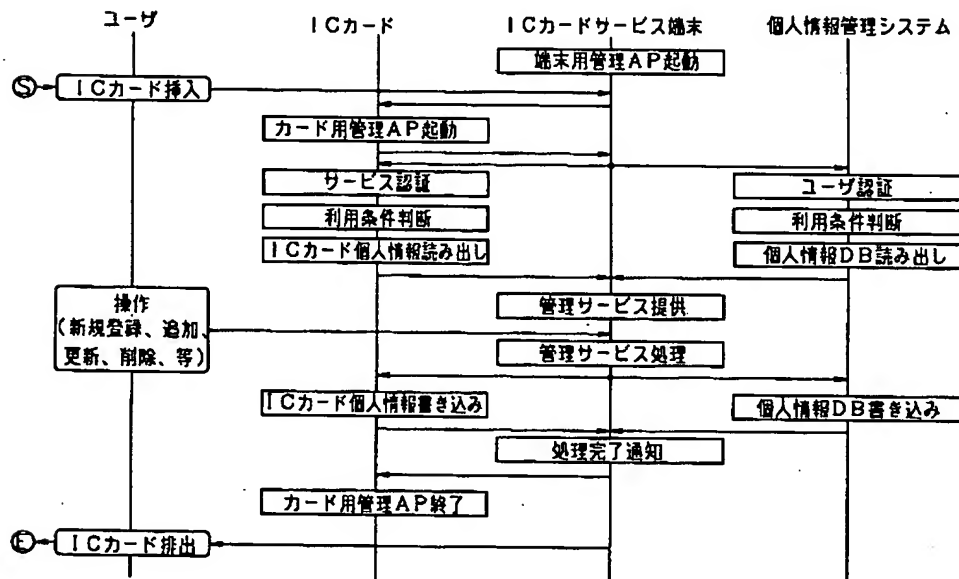 ユーザ
ICカード
ICカードサービス端末
個人情報管理システム
端末用管理AP起動
S
ICカード挿入
カード用管理AP起動
サービス認証
ユーザ認証
利用条件判断
利用条件判断
ICカード個人情報読み出し
個人情報DB読み出し
操作
(新規登録、追加、
更新、削除、等)
管理サービス提供
管理サービス処理
ICカード個人情報書き込み
個人情報DB書き込み
処理完了通知
カード用管理AP終了
E
ICカード排出